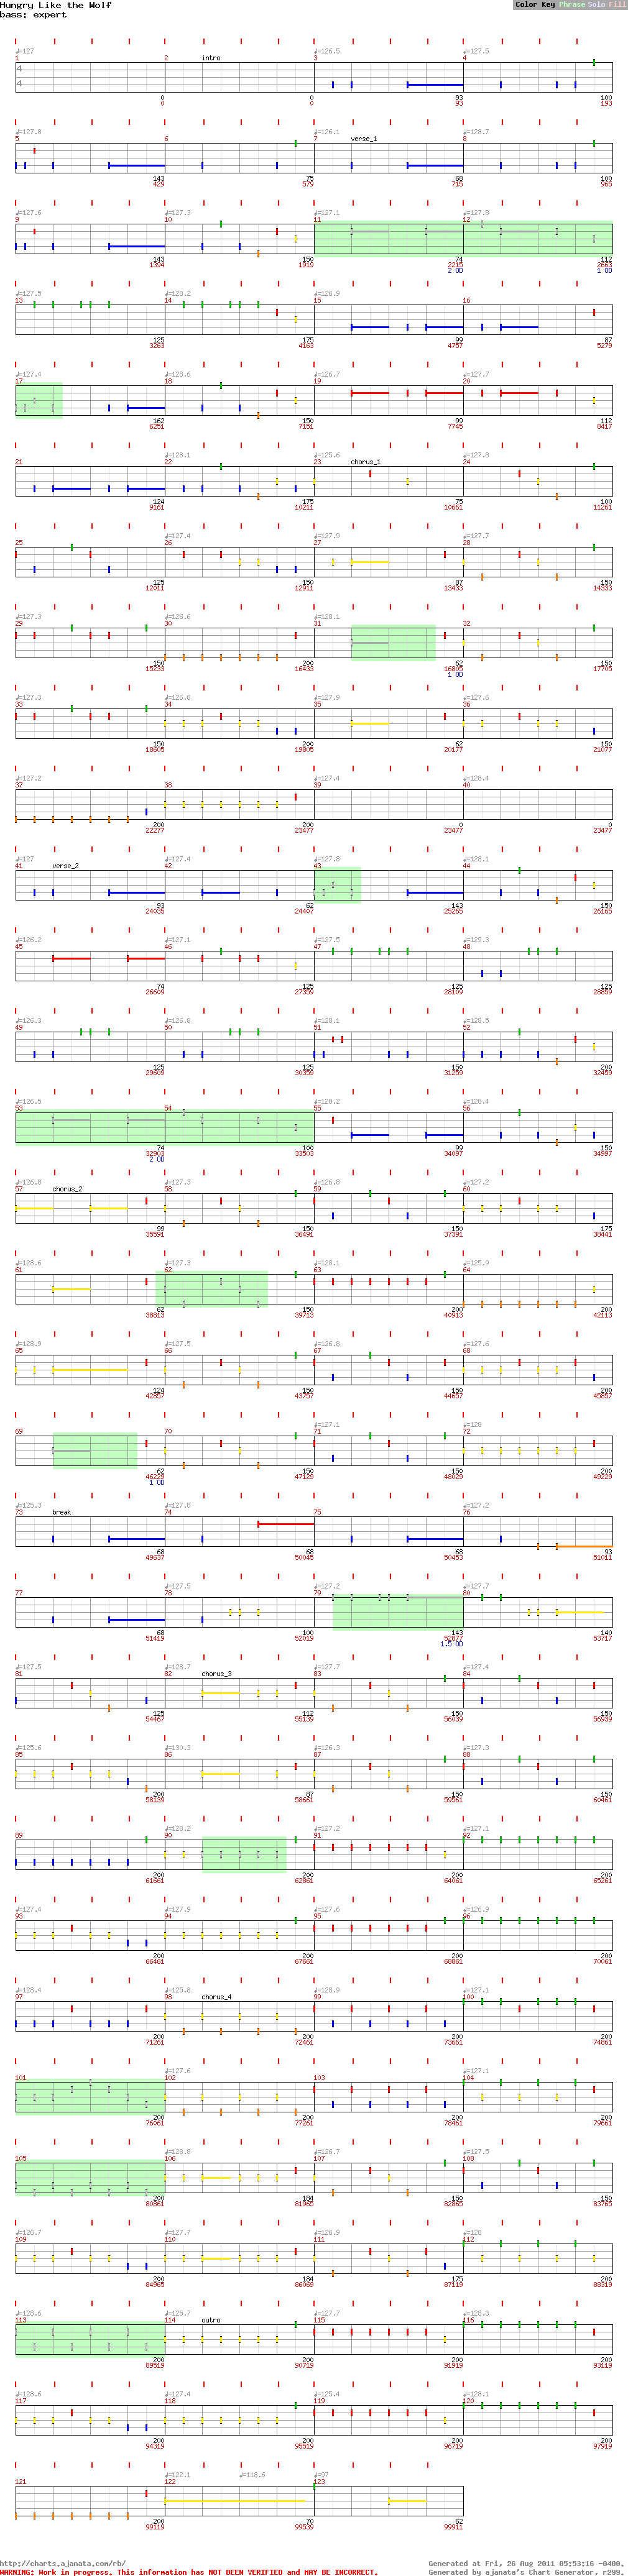 Hungry Like the Wolf
bass: expert
Color Key Phrase Solo Fill
♩=127 ♩=126.5 ♩=127.5
1 2 intro 3 4
0 0 93 100
0 0 93 193
♩=127.8 ♩=126.1 ♩=128.7
5 6 7 verse_1 8
143 75 68 100
429 579 715 965
♩=127.6 ♩=127.3 ♩=127.1 ♩=127.8
9 10 11 12
143 150 74 112
1394 1919 2215 2663
2 OD 1 OD
♩=127.5 ♩=128.2 ♩=126.9
13 14 15 16
125 175 99 87
3263 4163 4757 5279
♩=127.4 ♩=128.6 ♩=126.7 ♩=127.7
17 18 19 20
162 150 99 112
6251 7151 7745 8417
♩=128.1 ♩=125.6 ♩=127.8
21 22 23 chorus_1 24
124 175 75 100
9161 10211 10661 11261
♩=127.4 ♩=127.9 ♩=127.7
25 26 27 28
125 150 87 150
12011 12911 13433 14333
♩=127.3 ♩=126.6 ♩=128.1
29 30 31 32
150 200 62 150
15233 16433 16805 17705
1 OD
♩=127.3 ♩=126.8 ♩=127.9 ♩=127.6
33 34 35 36
150 200 62 150
18605 19805 20177 21077
♩=127.2 ♩=127.4 ♩=128.4
37 38 39 40
200 200 0 0
22277 23477 23477 23477
♩=127 ♩=127.4 ♩=127.8 ♩=128.1
41 verse_2 42 43 44
93 62 143 150
24035 24407 25265 26165
♩=126.2 ♩=127.1 ♩=127.5 ♩=129.3
45 46 47 48
74 125 125 125
26609 27359 28109 28859
♩=126.3 ♩=126.8 ♩=128.1 ♩=128.5
49 50 51 52
125 125 150 200
29609 30359 31259 32459
♩=126.5 ♩=128.2 ♩=128.4
53 54 55 56
74 100 99 150
32903 33503 34097 34997
2 OD
♩=126.8 ♩=127.3 ♩=126.8 ♩=127.2
57 chorus_2 58 59 60
99 150 150 175
35591 36491 37391 38441
♩=128.6 ♩=127.3 ♩=128.1 ♩=125.9
61 62 63 64
62 150 200 200
38813 39713 40913 42113
♩=128.9 ♩=127.5 ♩=126.8 ♩=127.6
65 66 67 68
124 150 150 200
42857 43757 44657 45857
♩=127.1 ♩=128
69 70 71 72
62 150 150 200
46229 47129 48029 49229
1 OD
♩=125.3 ♩=127.8 ♩=127.2
73 break 74 75 76
68 68 68 93
49637 50045 50453 51011
♩=127.5 ♩=127.2 ♩=127.7
77 78 79 80
68 100 143 140
51419 52019 52877 53717
1.5 OD
♩=127.5 ♩=128.7 ♩=127.7 ♩=127.4
81 82 chorus_3 83 84
125 112 150 150
54467 55139 56039 56939
♩=125.6 ♩=130.3 ♩=126.3 ♩=127.3
85 86 87 88
200 87 150 150
58139 58661 59561 60461
♩=128.2 ♩=127.2 ♩=127.1
89 90 91 92
200 200 200 200
61661 62861 64061 65261
♩=127.4 ♩=127.9 ♩=127.6 ♩=126.9
93 94 95 96
200 200 200 200
66461 67661 68861 70061
♩=128.4 ♩=125.8 ♩=128.9 ♩=127.1
97 98 chorus_4 99 100
200 200 200 200
71261 72461 73661 74861
♩=127.6 ♩=127.1
101 102 103 104
200 200 200 200
76061 77261 78461 79661
♩=128.8 ♩=126.7 ♩=127.5
105 106 107 108
200 184 150 150
80861 81965 82865 83765
♩=126.7 ♩=127.7 ♩=126.9 ♩=128
109 110 111 112
200 184 175 200
84965 86069 87119 88319
♩=128.6 ♩=125.7 ♩=127.7 ♩=128.3
113 114 outro 115 116
200 200 200 200
89519 90719 91919 93119
♩=128.6 ♩=127.4 ♩=125.4 ♩=128.1
117 118 119 120
200 200 200 200
94319 95519 96719 97919
♩=122.1 ♩=118.6 ♩=97
121 122 123
200 70 62
99119 99539 99911
http://charts.ajanata.com/rb/ Generated at Fri, 26 Aug 2011 05:53:16 -0400.
WARNING: Work in progress. This information has NOT BEEN VERIFIED and MAY BE INCORRECT. Generated by ajanata's Chart Generator, r299.